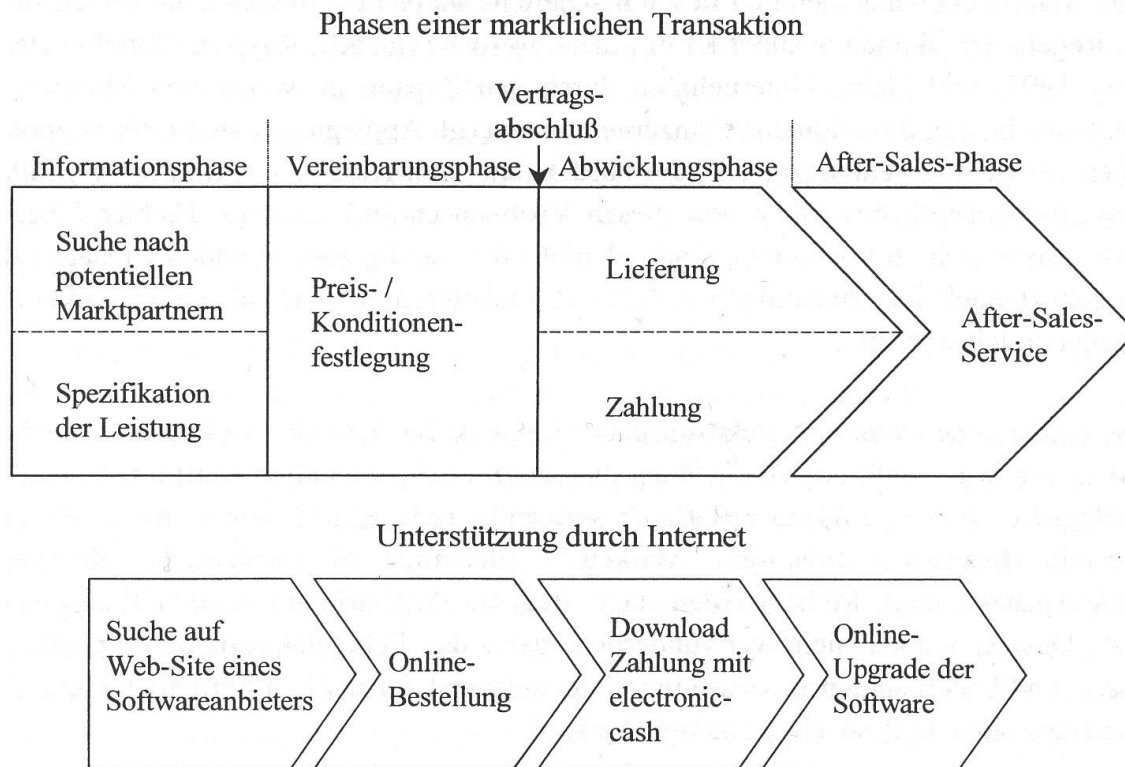 Phasen einer marktlichen Transaktion
Vertrags-
abschluß
Informationsphase
Vereinbarungsphase
Abwicklungsphase
After-Sales-Phase
Suche nach
potentiellen
Marktpartnern
Spezifikation
der Leistung
Preis- /
Konditionen-
festlegung
Lieferung
Zahlung
After-Sales-
Service
Unterstützung durch Internet
Suche auf
Web-Site eines
Softwareanbieters
Online-
Bestellung
Download
Zahlung mit
electronic-
cash
Online-
Upgrade der
Software